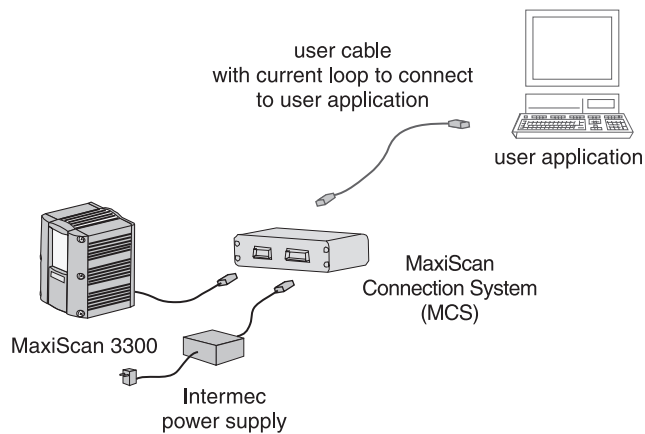 user cable
with current loop to connect
to user application
user application
MaxiScan
Connection System
(MCS)
MaxiScan 3300
Intermec
power supply